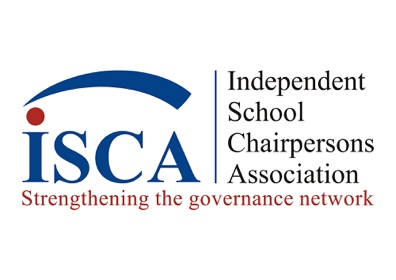 iSCA
Independent
School
Chairpersons
Association
Strengthening the governance network